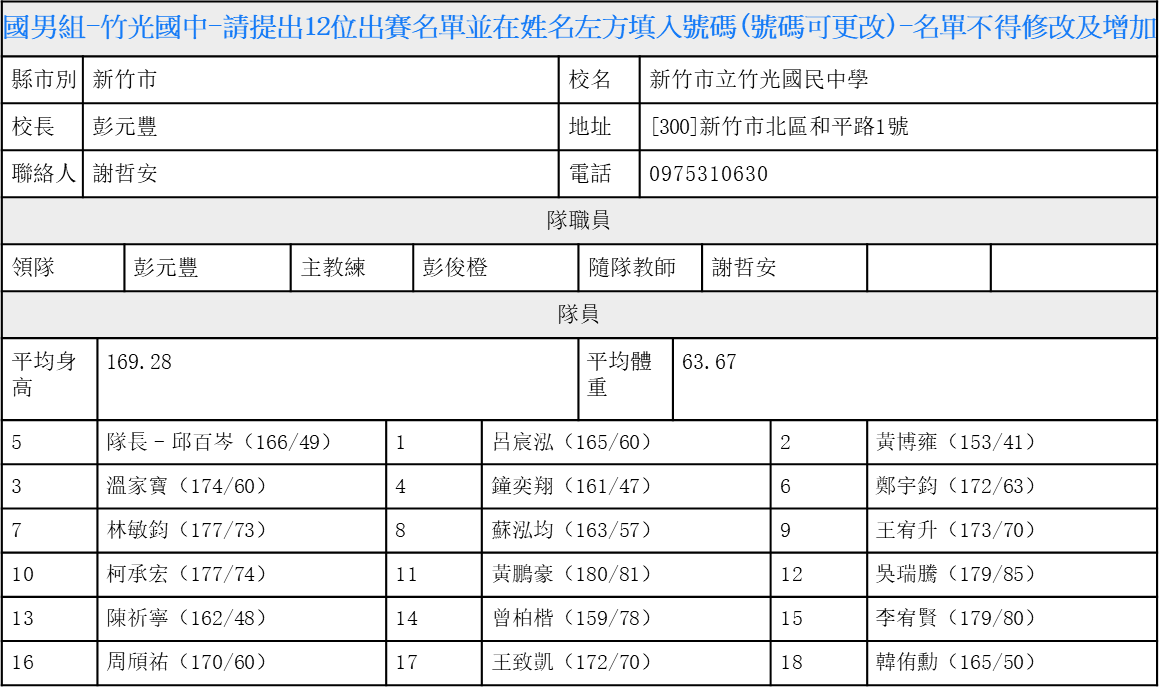 國男組-竹光國中-請提出12位出賽名單並在姓名左方填入號碼(號碼可更改)-名單不得修改及增加
縣市別 新竹市 校名 新竹市立竹光國民中學
校長 彭元豐 地址 [300]新竹市北區和平路1號
聯絡人 謝哲安 電話 0975310630
隊職員
領隊 彭元豐 主教練 彭俊橙 隨隊教師 謝哲安
隊員
平均身高 169.28 平均體重 63.67
5 隊長-邱百岑（166/49） 1 呂宸泓（165/60） 2 黃博雍（153/41）
3 溫家寶（174/60） 4 鐘奕翔（161/47） 6 鄭宇鈞（172/63）
7 林敏鈞（177/73） 8 蘇泓均（163/57） 9 王宥升（173/70）
10 柯承宏（177/74） 11 黃鵬豪（180/81） 12 吳瑞騰（179/85）
13 陳祈寧（162/48） 14 曾柏楷（159/78） 15 李宥賢（179/80）
16 周頎祐（170/60） 17 王致凱（172/70） 18 韓侑勳（165/50）